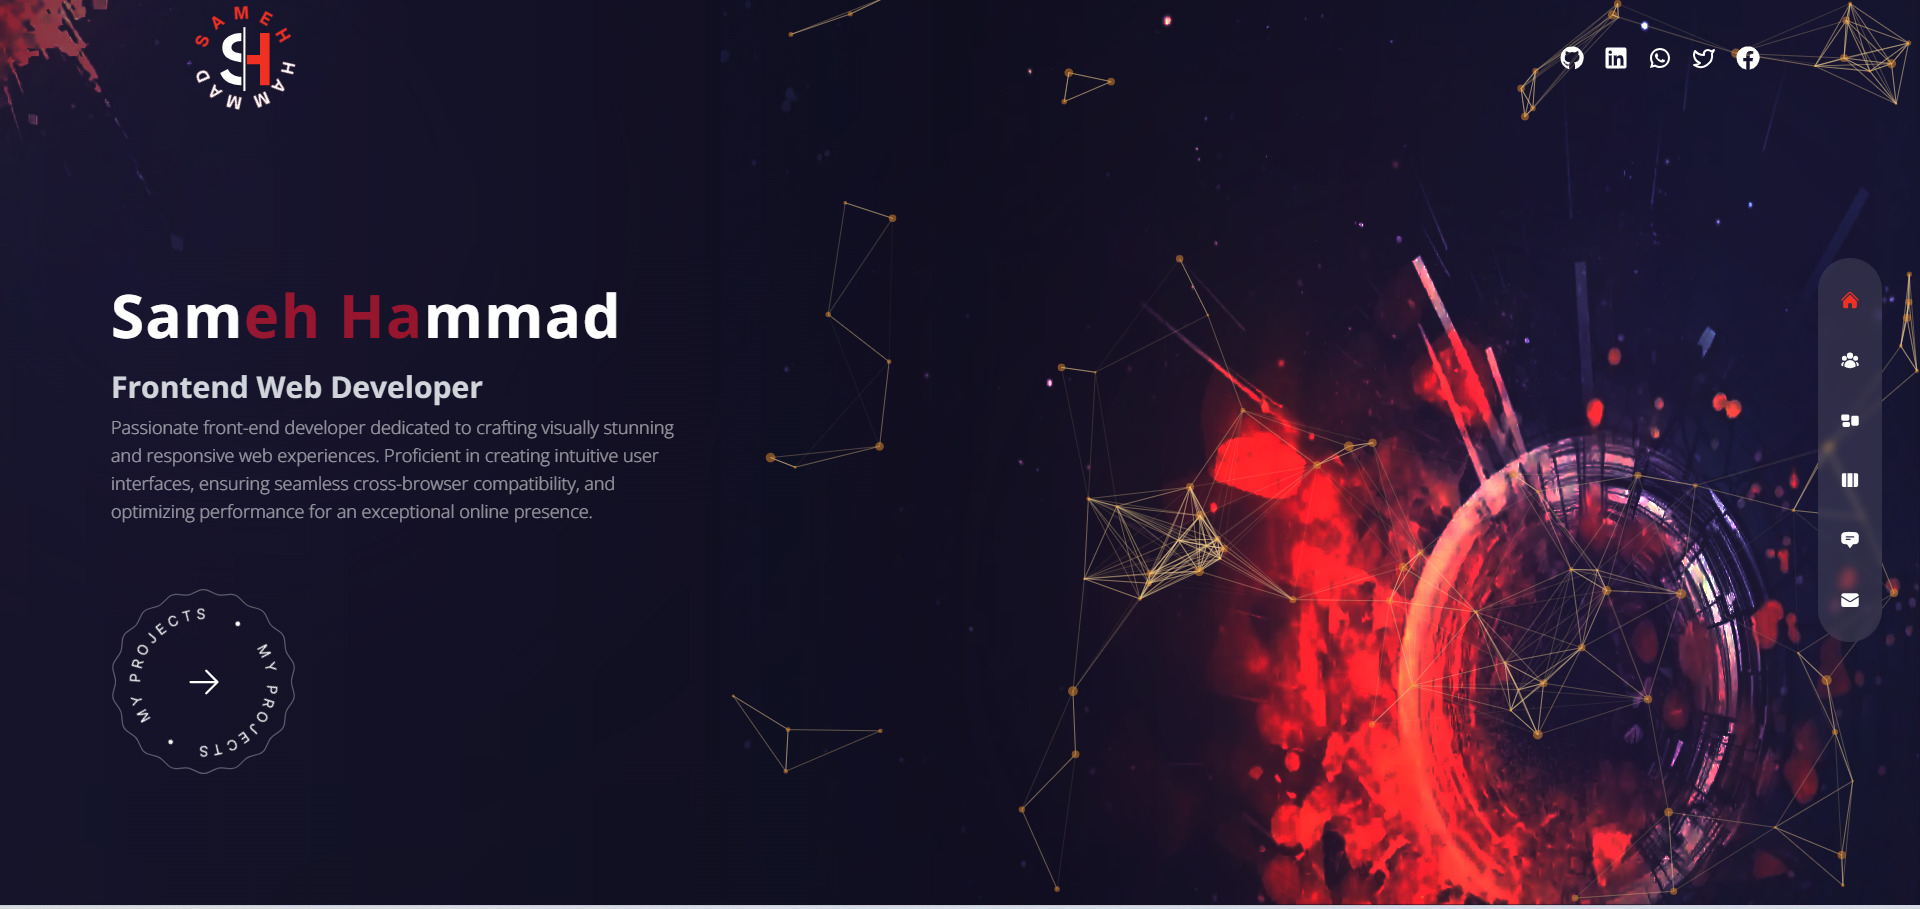 SAMEH
SH
HAMMAD
Sameh Hammad
Frontend Web Developer
Passionate front-end developer dedicated to crafting visually stunning
and responsive web experiences. Proficient in creating intuitive user
interfaces, ensuring seamless cross-browser compatibility, and
optimizing performance for an exceptional online presence.
MY PROJECTS • MY PROJECTS •